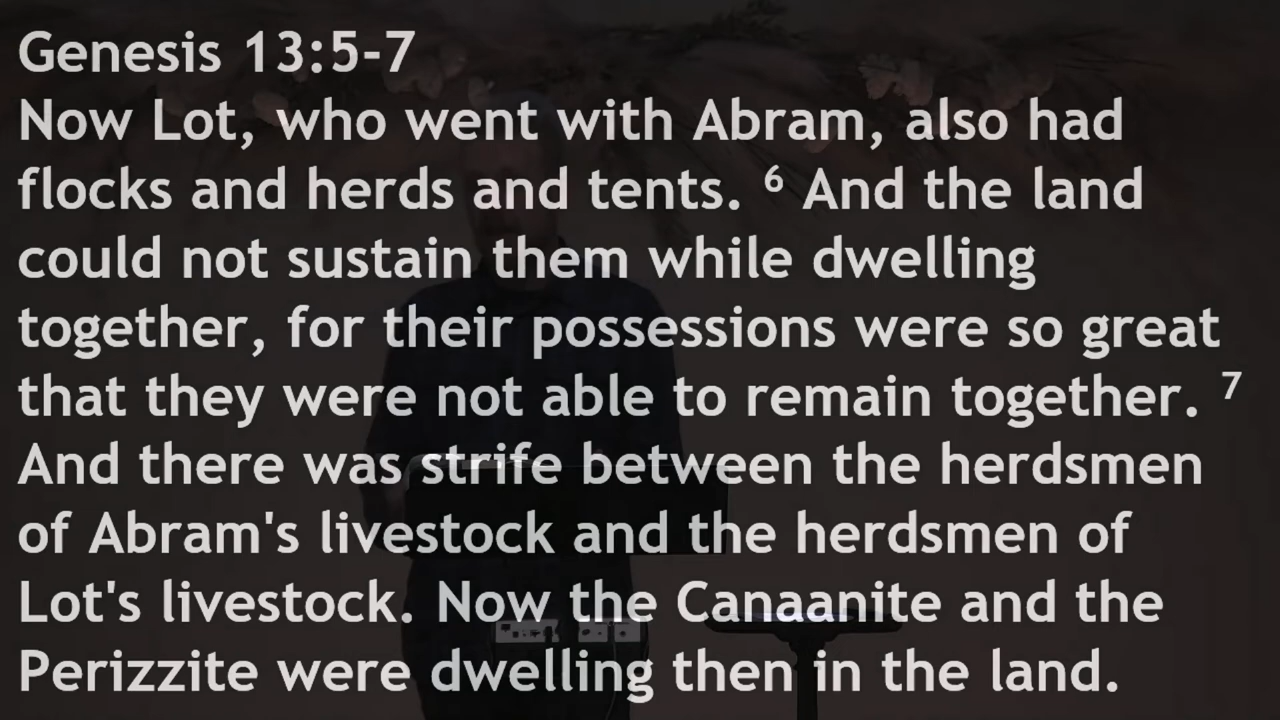 Genesis 13:5-7
Now Lot, who went with Abram, also had
flocks and herds and tents. ⁶ And the land
could not sustain them while dwelling
together, for their possessions were so great
that they were not able to remain together. ⁷
And there was strife between the herdsmen
of Abram's livestock and the herdsmen of
Lot's livestock. Now the Canaanite and the
Perizzite were dwelling then in the land.